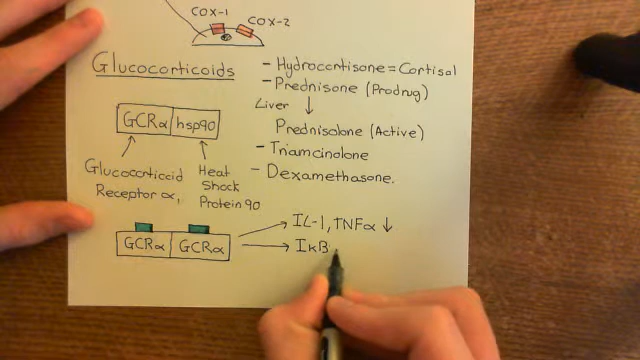 COX-1
COX-2
Glucocorticoids
- Hydrocortisone = Cortisol
- Prednisone (Prodrug)
Liver ↓
Prednisolone (Active)
- Triamcinolone
- Dexamethasone.
GCRα hsp90
Glucocorticoid
Receptor α,
Heat
Shock
Protein 90
GCRα GCRα
→ IL-1, TNFα ↓
→ IκB